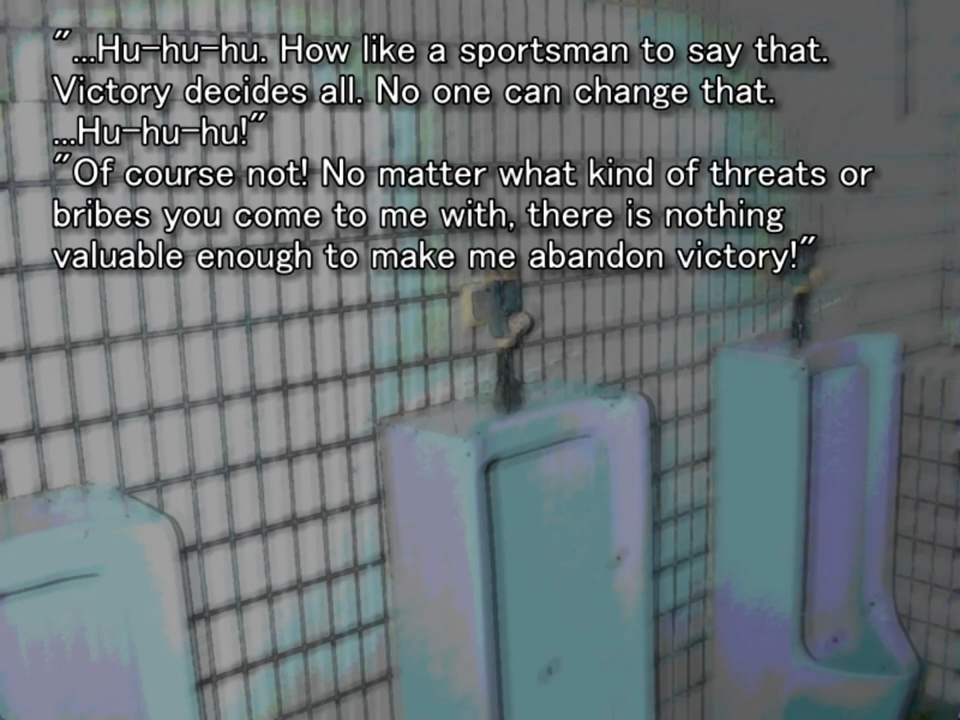 "...Hu-hu-hu. How like a sportsman to say that.
Victory decides all. No one can change that.
...Hu-hu-hu!"
"Of course not! No matter what kind of threats or
bribes you come to me with, there is nothing
valuable enough to make me abandon victory!"